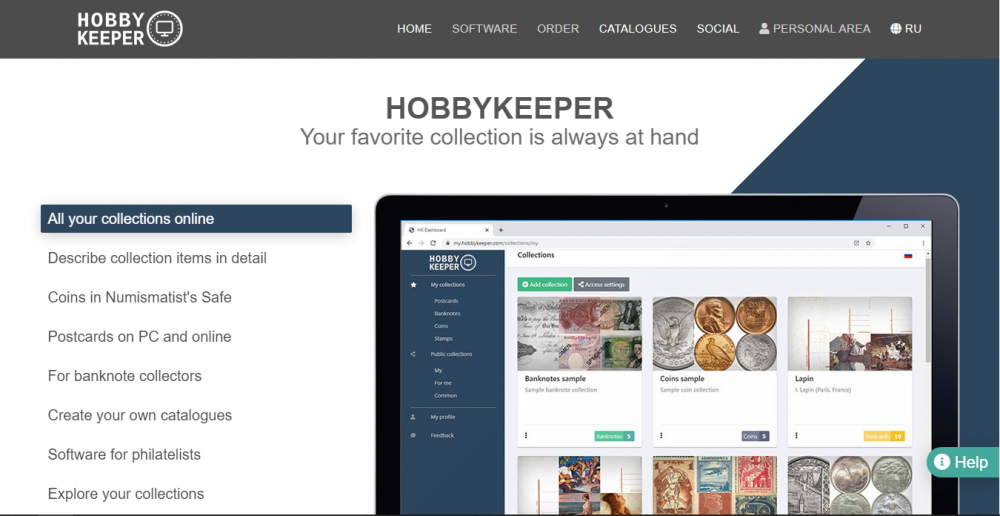 HOBBY
KEEPER
HOME SOFTWARE ORDER CATALOGUES SOCIAL PERSONAL AREA RU
HOBBYKEEPER
Your favorite collection is always at hand
All your collections online
Describe collection items in detail
Coins in Numismatist's Safe
Postcards on PC and online
For banknote collectors
Create your own catalogues
Software for philatelists
Explore your collections
HK Dashboard
my.hobbykeeper.com/collections/my
HOBBY
KEEPER
My collections
Postcards
Banknotes
Coins
Stamps
Public collections
My
For me
Common
My profile
Feedback
Collections
Add collection Access settings
Banknotes sample
Sample banknote collection
Banknotes 5
Coins sample
Sample coin collection
Coins 5
Lapin
I. Lapin (Paris. France)
Postcards 10
Help